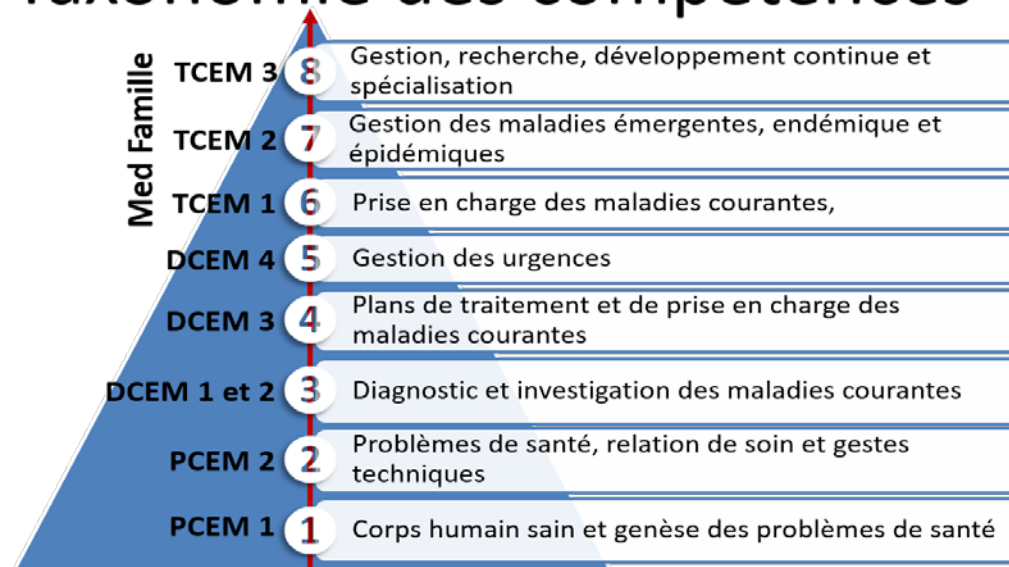 Taxonomie des compétences
Med Famille
TCEM 3 8 Gestion, recherche, développement continue et
spécialisation
TCEM 2 7 Gestion des maladies émergentes, endémique et
épidémiques
TCEM 1 6 Prise en charge des maladies courantes,
DCEM 4 5 Gestion des urgences
DCEM 3 4 Plans de traitement et de prise en charge des
maladies courantes
DCEM 1 et 2 3 Diagnostic et investigation des maladies courantes
PCEM 2 2 Problèmes de santé, relation de soin et gestes
techniques
PCEM 1 1 Corps humain sain et genèse des problèmes de santé